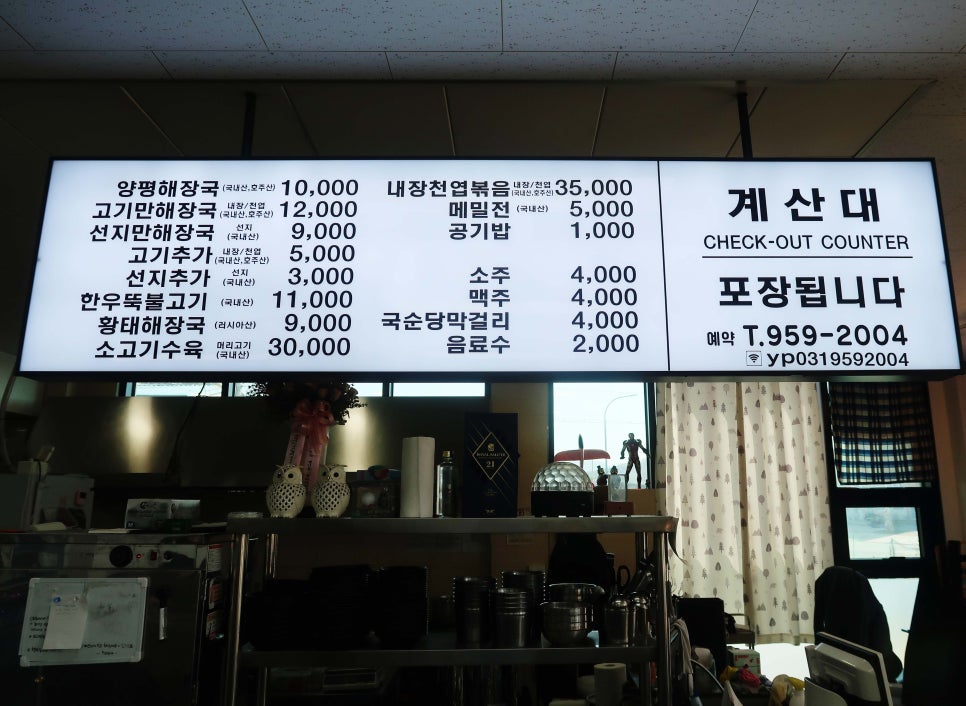 양평해장국 (국내산,호주산) 10,000
고기만해장국 내장/천엽 (국내산,호주산) 12,000
선지만해장국 선지 (국내산) 9,000
고기추가 내장/천엽 (국내산,호주산) 5,000
선지추가 선지 (국내산) 3,000
한우뚝불고기 (국내산) 11,000
황태해장국 (러시아산) 9,000
소고기수육 머리고기 (국내산) 30,000
내장천엽볶음 내장/천엽 (국내산,호주산) 35,000
메밀전 (국내산) 5,000
공기밥 1,000
소주 4,000
맥주 4,000
국순당막걸리 4,000
음료수 2,000
계산대
CHECK-OUT COUNTER
포장됩니다
예약 T.959-2004
yp0319592004
ROYAL SALUTE
21